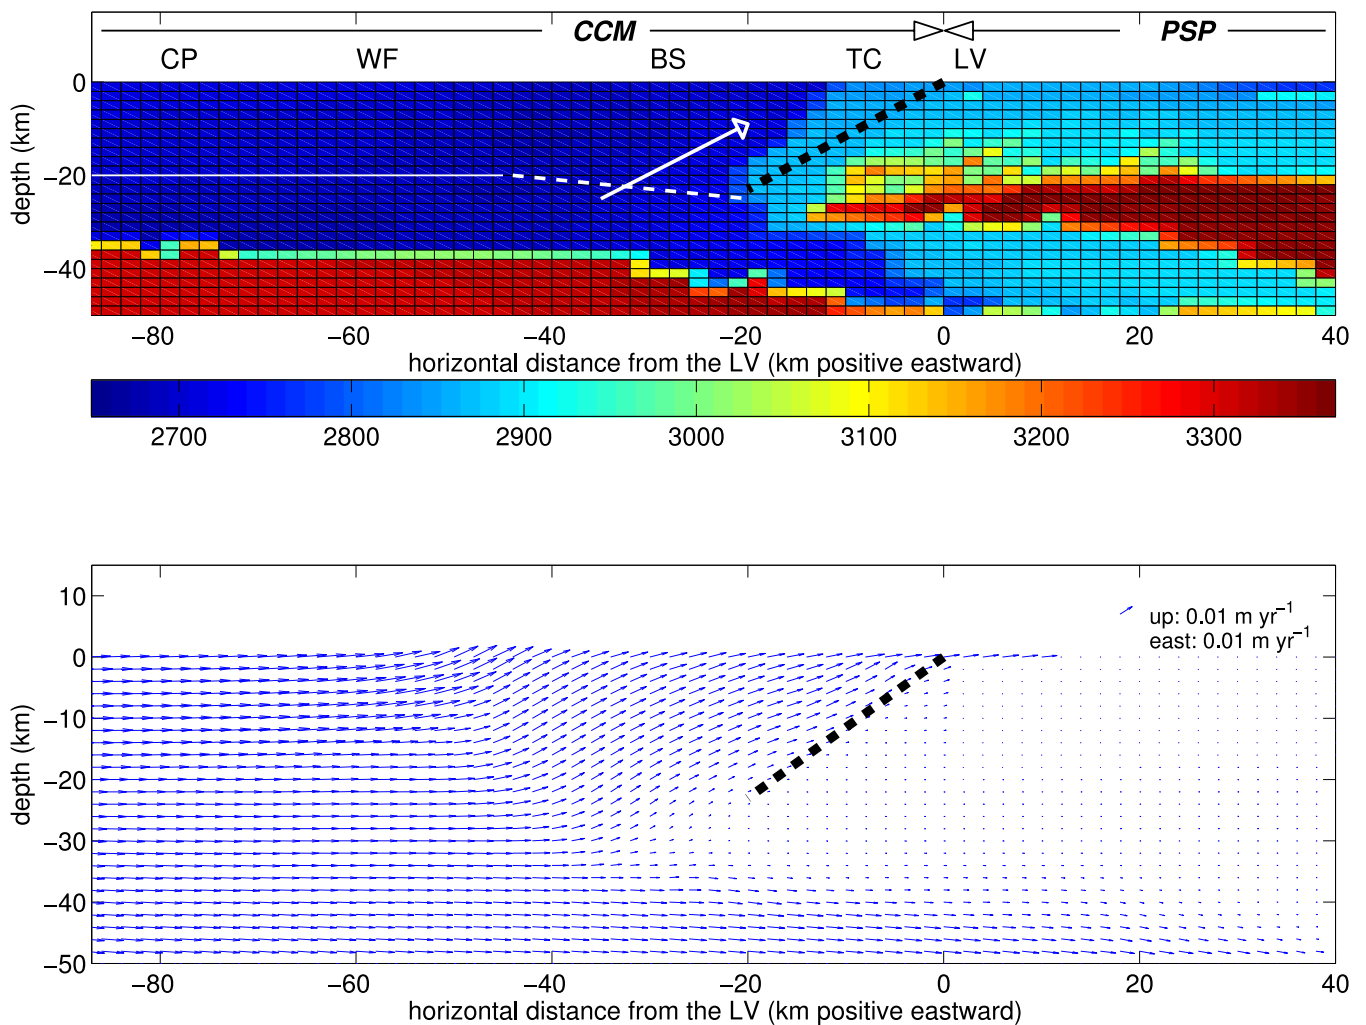 CCM PSP
CP WF BS TC LV
0
−20
−40
depth (km)
−80 −60 −40 −20 0 20 40
horizontal distance from the LV (km positive eastward)
2700 2800 2900 3000 3100 3200 3300
10
0
−10
−20
−30
−40
−50
depth (km)
up: 0.01 m yr−1
east: 0.01 m yr−1
−80 −60 −40 −20 0 20 40
horizontal distance from the LV (km positive eastward)